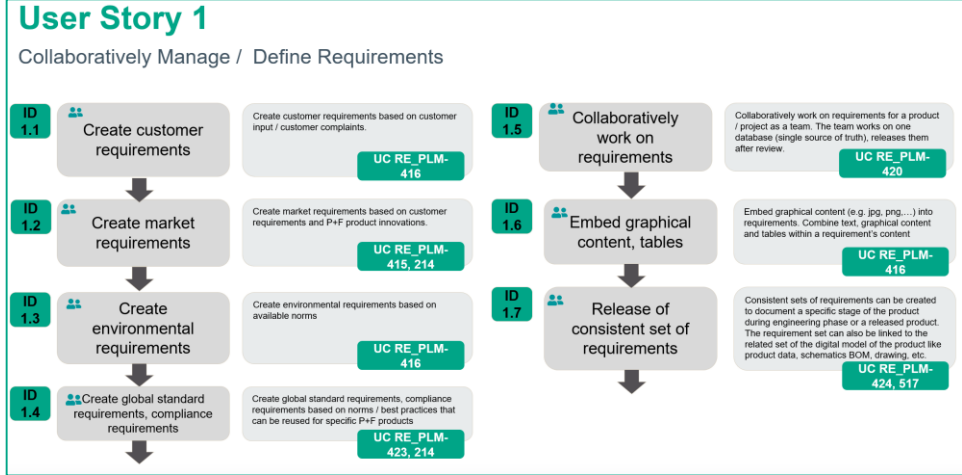 User Story 1
Collaboratively Manage /  Define Requirements
ID
1.1
Create customer
requirements
Create customer requirements based on customer
input / customer complaints.
UC RE_PLM-
416
ID
1.2
Create market
requirements
Create market requirements based on customer
requirements and P+F product innovations.
UC RE_PLM-
415, 214
ID
1.3
Create
environmental
requirements
Create environmental requirements based on
available norms
UC RE_PLM-
416
ID
1.4
Create global standard
requirements, compliance
requirements
Create global standard requirements, compliance
requirements based on norms / best practices that
can be reused for specific P+F products
UC RE_PLM-
423, 214
ID
1.5
Collaboratively
work on
requirements
Collaboratively work on requirements for a product
/ project as a team. The team works on one
database (single source of truth), releases them
after review.
UC RE_PLM-
420
ID
1.6
Embed graphical
content, tables
Embed graphical content (e.g. jpg, png,...) into
requirements. Combine text, graphical content
and tables within a requirement's content
UC RE_PLM-
416
ID
1.7
Release of
consistent set of
requirements
Consistent sets of requirements can be created
to document a specific stage of the product
during engineering phase or a released product.
The requirement set can also be linked to the
related set of the digital model of the product like
product data, schematics BOM, drawing, etc.
UC RE_PLM-
424, 517